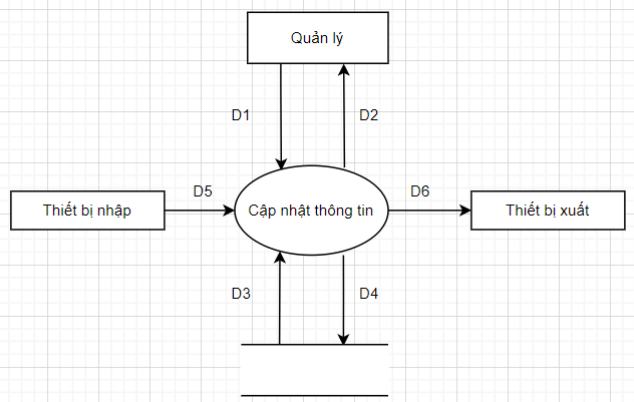 Quản lý
D1
D2
Thiết bị nhập
D5
Cập nhật thông tin
D6
Thiết bị xuất
D3
D4